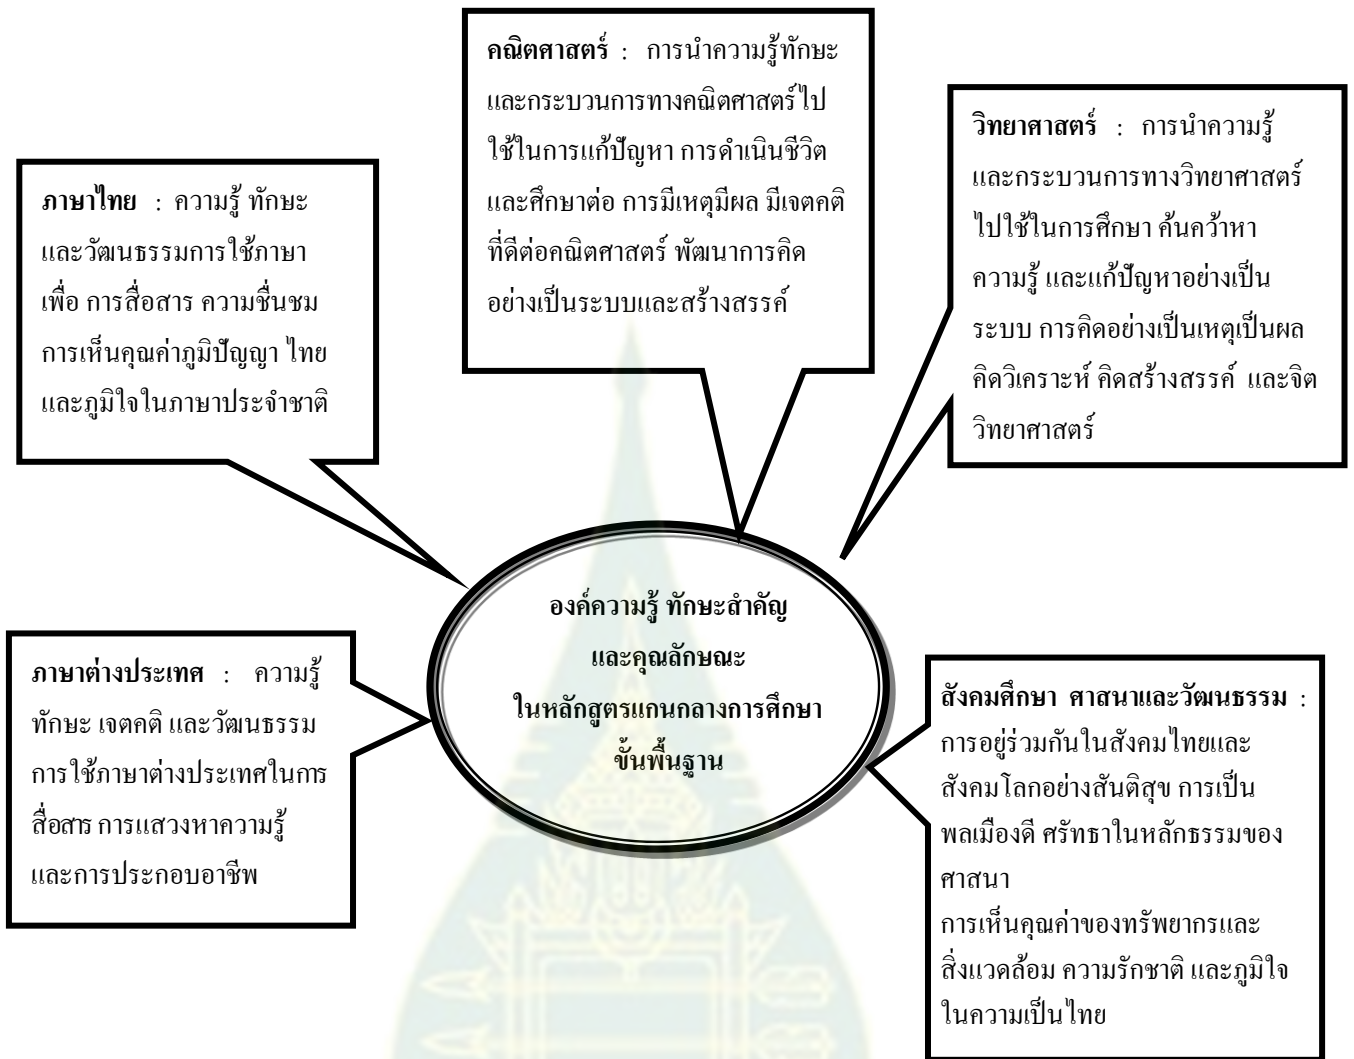 คณิตศาสตร์ : การนำความรู้ทักษะ
และกระบวนการทางคณิตศาสตร์ไป
ใช้ในการแก้ปัญหา การดำเนินชีวิต
และศึกษาต่อ การมีเหตุมีผล มีเจตคติ
ที่ดีต่อคณิตศาสตร์ พัฒนาการคิด
อย่างเป็นระบบและสร้างสรรค์
วิทยาศาสตร์ : การนำความรู้
และกระบวนการทางวิทยาศาสตร์
ไปใช้ในการศึกษา ค้นคว้าหา
ความรู้ และแก้ปัญหาอย่างเป็น
ระบบ การคิดอย่างเป็นเหตุเป็นผล
คิดวิเคราะห์ คิดสร้างสรรค์ และจิต
วิทยาศาสตร์
ภาษาไทย : ความรู้ ทักษะ
และวัฒนธรรมการใช้ภาษา
เพื่อ การสื่อสาร ความชื่นชม
การเห็นคุณค่าภูมิปัญญา ไทย
และภูมิใจในภาษาประจำชาติ
องค์ความรู้ ทักษะสำคัญ
และคุณลักษณะ
ในหลักสูตรแกนกลางการศึกษา
ขั้นพื้นฐาน
ภาษาต่างประเทศ : ความรู้
ทักษะ เจตคติ และวัฒนธรรม
การใช้ภาษาต่างประเทศในการ
สื่อสาร การแสวงหาความรู้
และการประกอบอาชีพ
สังคมศึกษา ศาสนาและวัฒนธรรม :
การอยู่ร่วมกันในสังคมไทยและ
สังคมโลกอย่างสันติสุข การเป็น
พลเมืองดี ศรัทธาในหลักธรรมของ
ศาสนา
การเห็นคุณค่าของทรัพยากรและ
สิ่งแวดล้อม ความรักชาติ และภูมิใจ
ในความเป็นไทย